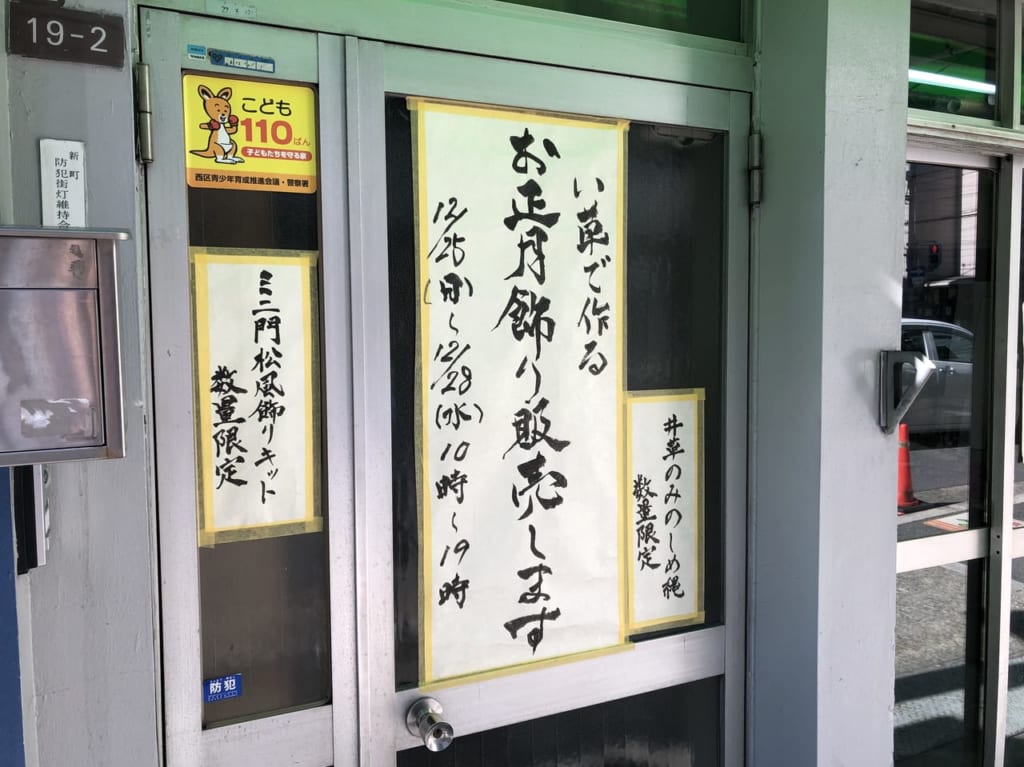 19-2
新町
防犯街灯維持会
こども
110ばん
子どもたちを守る家
西区青少年育成推進会議・警察署
い草で作る
お正月飾り販売します
12/25(日)〜12/28(水)10時〜19時
ミニ門松風飾りキット
数量限定
井草のみのしめ縄
数量限定
防犯